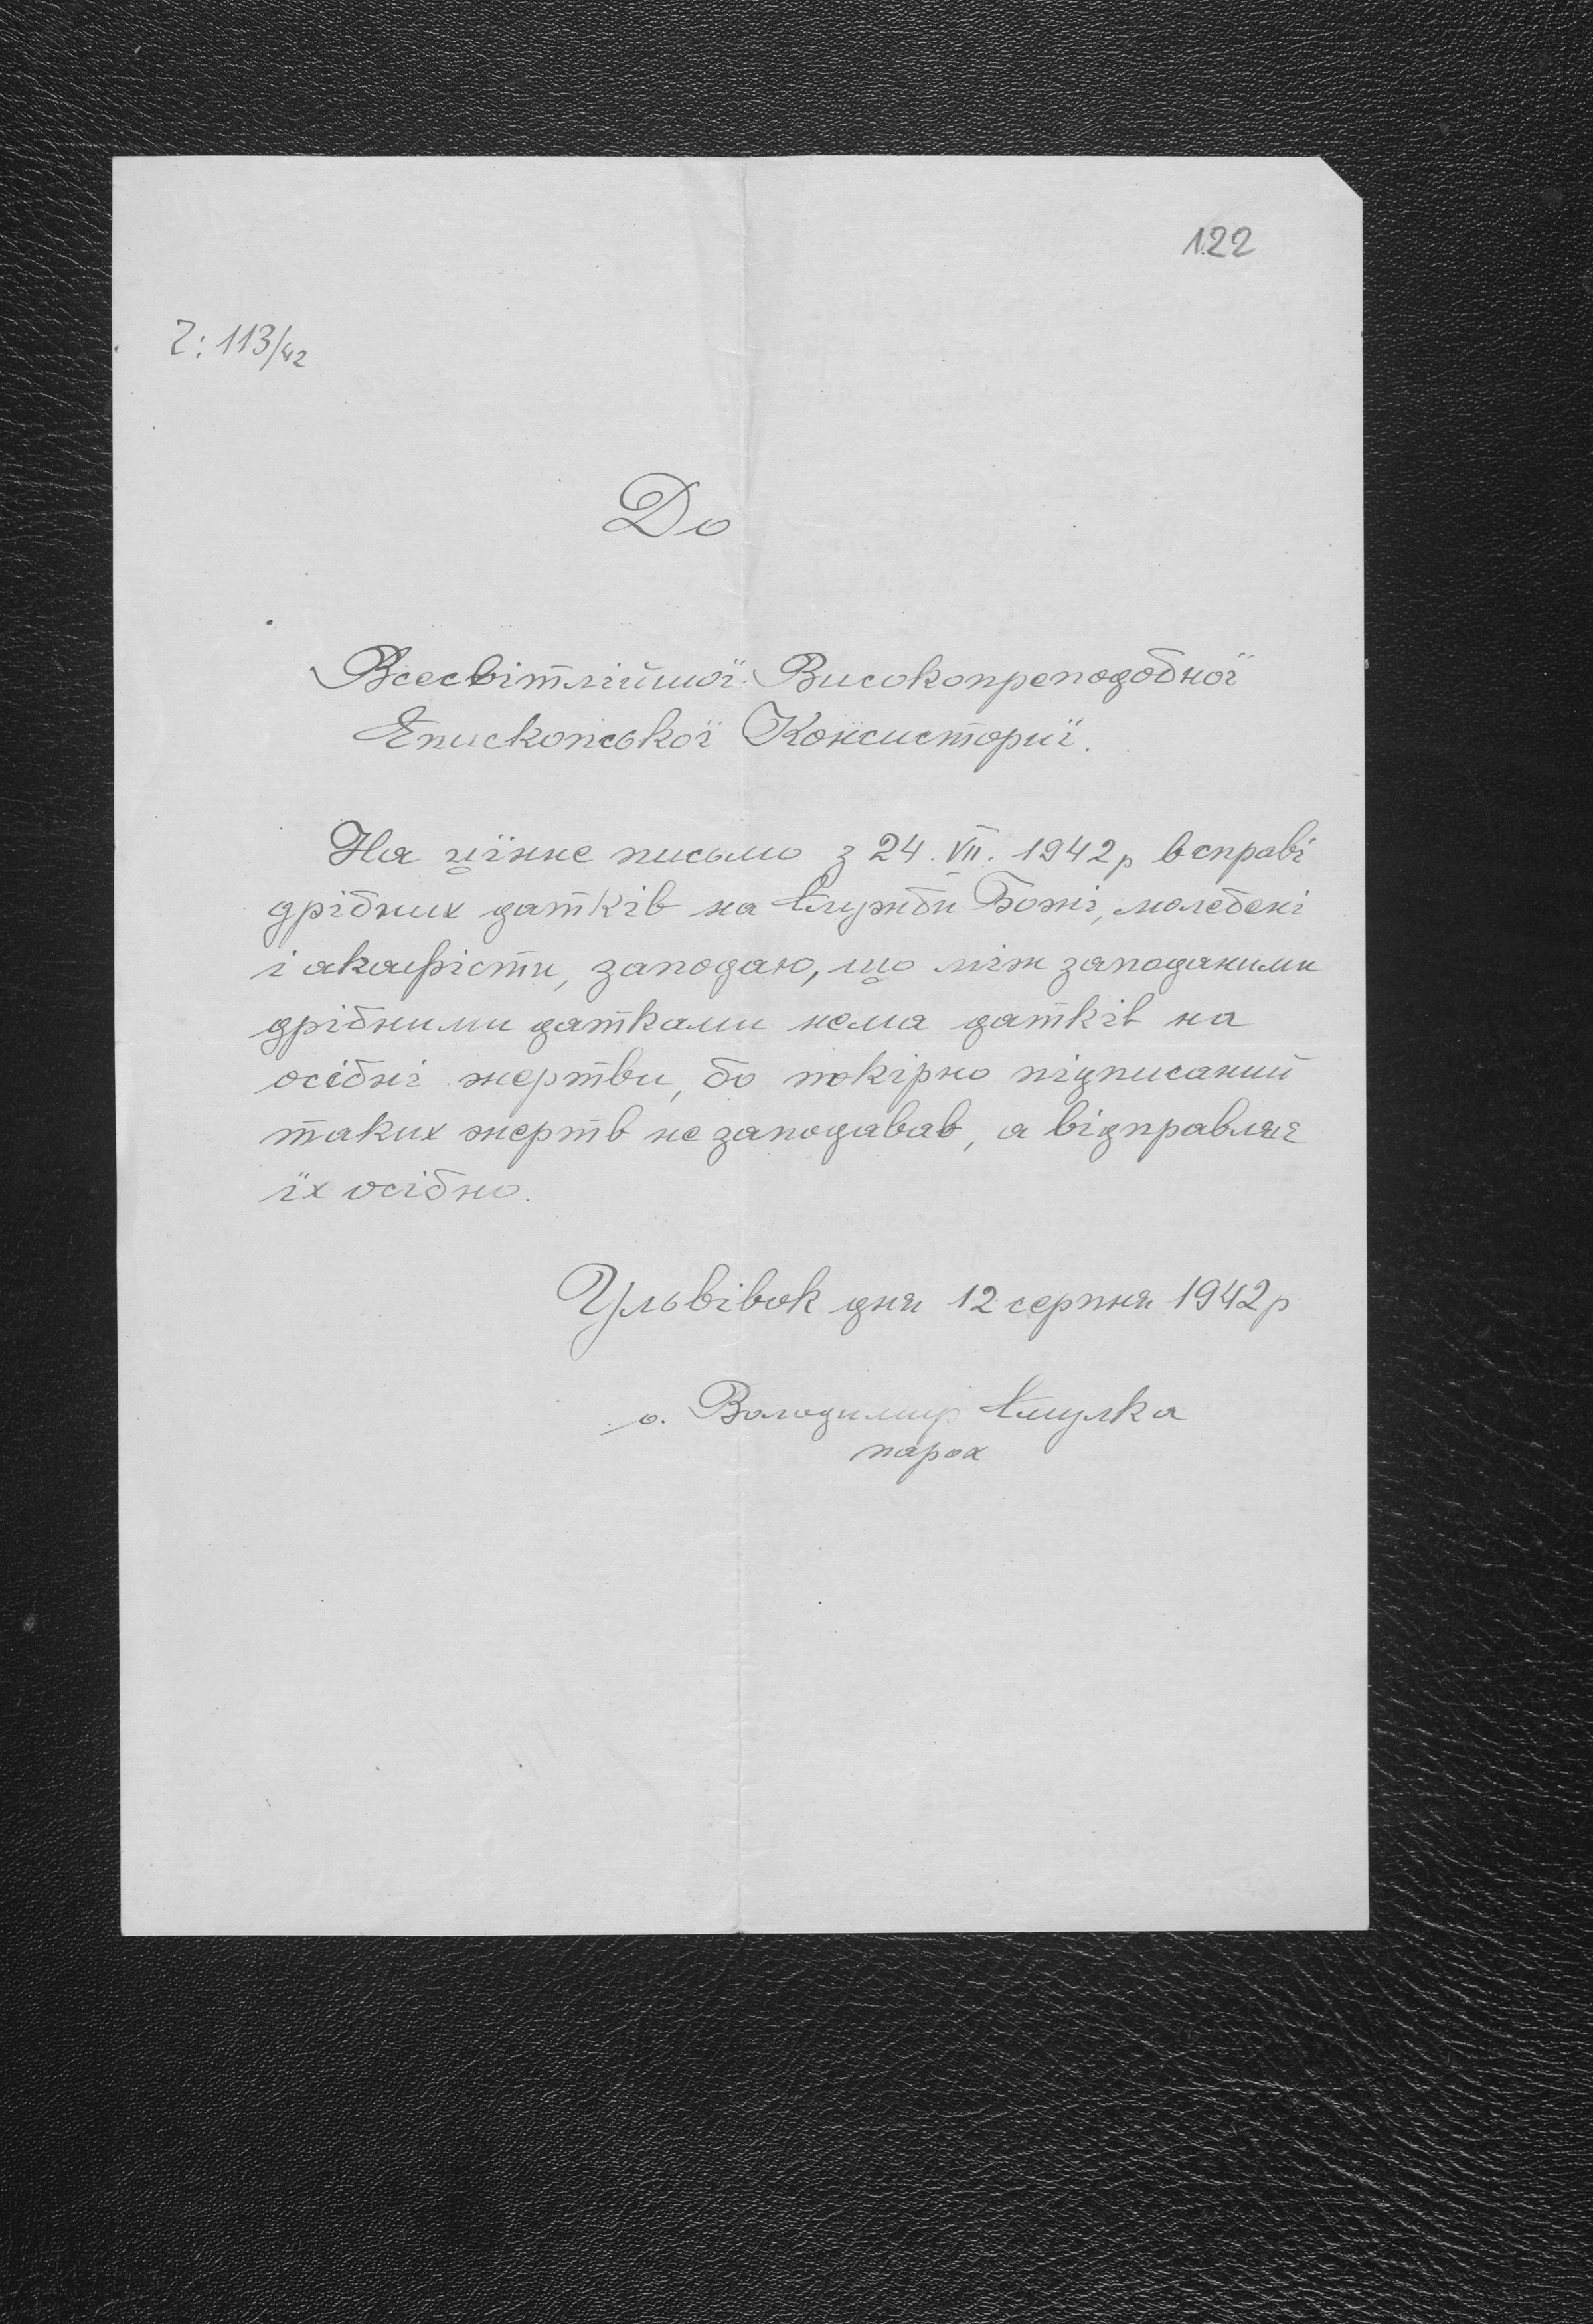 122
Ч: 113/42
До
Всесвітлійшої Високопреподобної
Епископської Консисторії.
На цїнне письмо з 24. VII. 1942 р в справі
дрібних датків на Служби Божі, молебені
і акафісти, заподаю, що між заподаними
дрібними датками нема датків на
осібні жертви, бо покірно підписаний
таких жертв не заподавав, а відправляє
їх осібно.
Угльвівок дня 12 серпня 1942 р
о. Володимир
парох